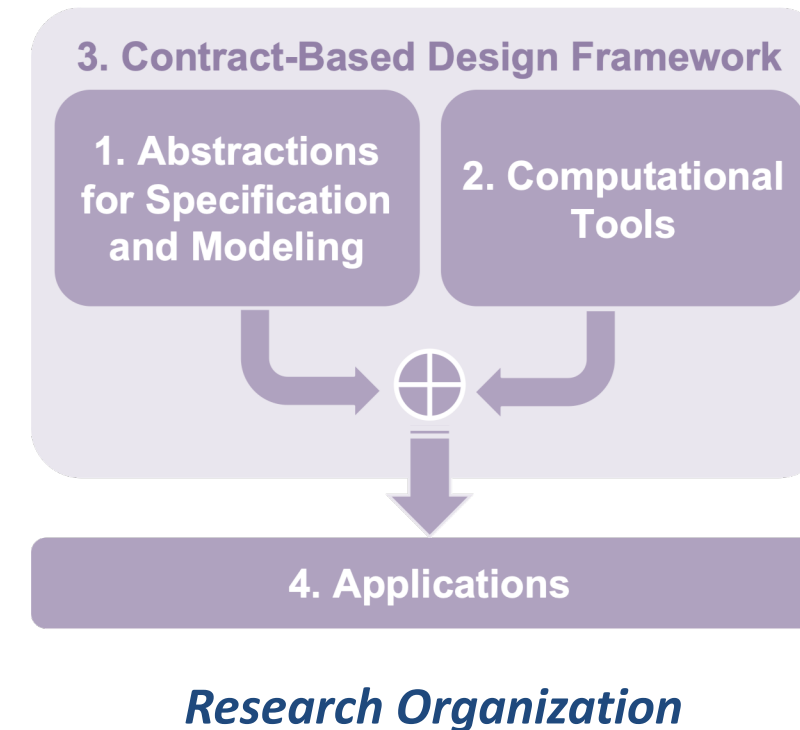 3. Contract-Based Design Framework
1. Abstractions
for Specification
and Modeling
2. Computational
Tools
4. Applications
Research Organization